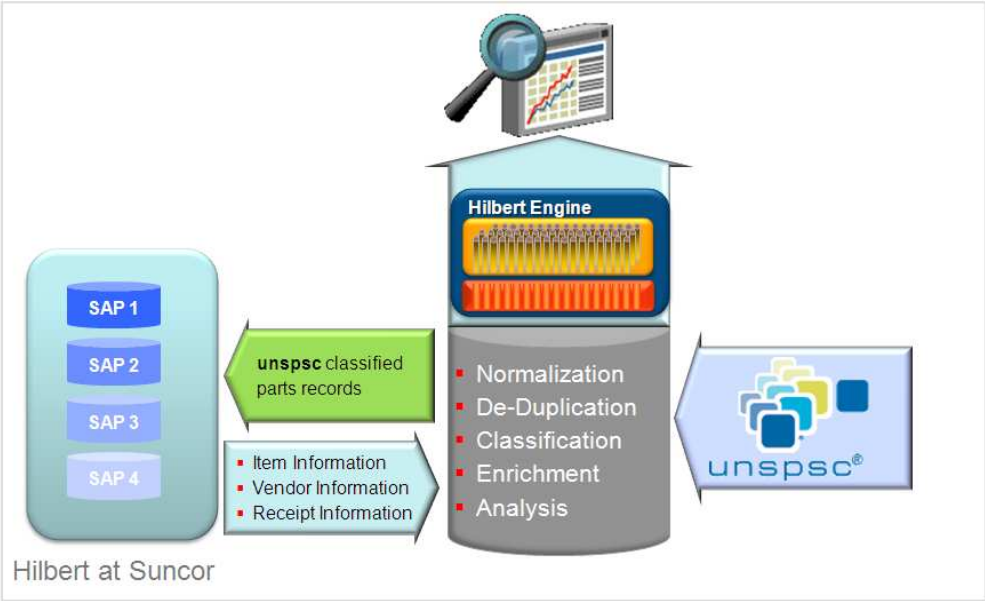 Hilbert Engine
SAP 1
SAP 2
SAP 3
SAP 4
unspsc classified
parts records
Item Information
Vendor Information
Receipt Information
Normalization
De-Duplication
Classification
Enrichment
Analysis
unspsc®
Hilbert at Suncor